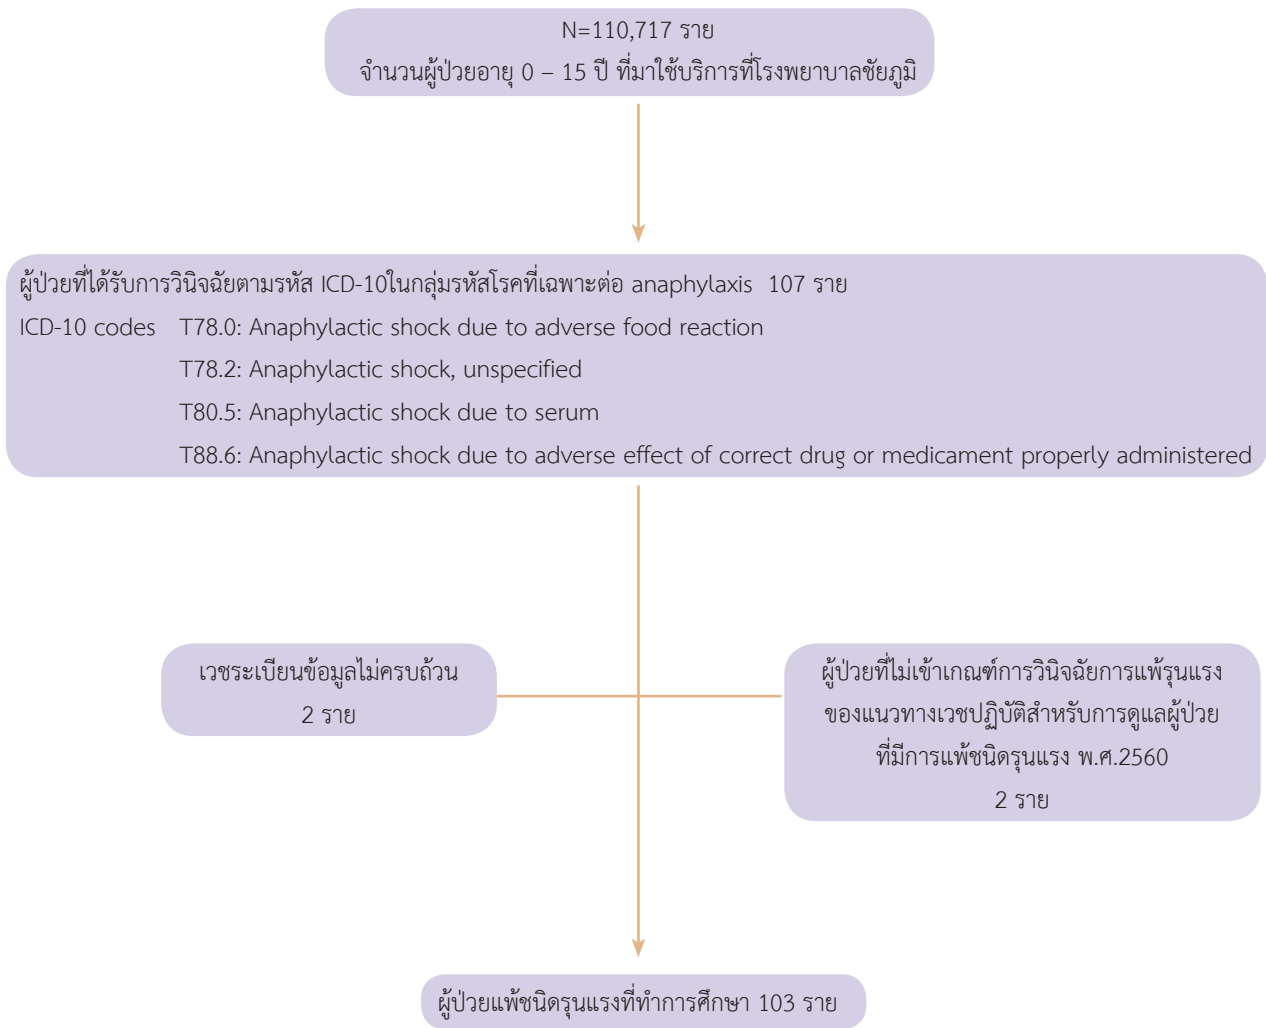 N=110,717 ราย
จำนวนผู้ป่วยอายุ 0 – 15 ปี ที่มาใช้บริการที่โรงพยาบาลชัยภูมิ
ผู้ป่วยที่ได้รับการวินิจฉัยตามรหัส ICD-10ในกลุ่มรหัสโรคที่เฉพาะต่อ anaphylaxis 107 ราย
ICD-10 codes T78.0: Anaphylactic shock due to adverse food reaction
T78.2: Anaphylactic shock, unspecified
T80.5: Anaphylactic shock due to serum
T88.6: Anaphylactic shock due to adverse effect of correct drug or medicament properly administered
เวชระเบียนข้อมูลไม่ครบถ้วน
2 ราย
ผู้ป่วยที่ไม่เข้าเกณฑ์การวินิจฉัยการแพ้รุนแรง
ของแนวทางเวชปฏิบัติสำหรับการดูแลผู้ป่วย
ที่มีการแพ้ชนิดรุนแรง พ.ศ.2560
2 ราย
ผู้ป่วยแพ้ชนิดรุนแรงที่ทำการศึกษา 103 ราย